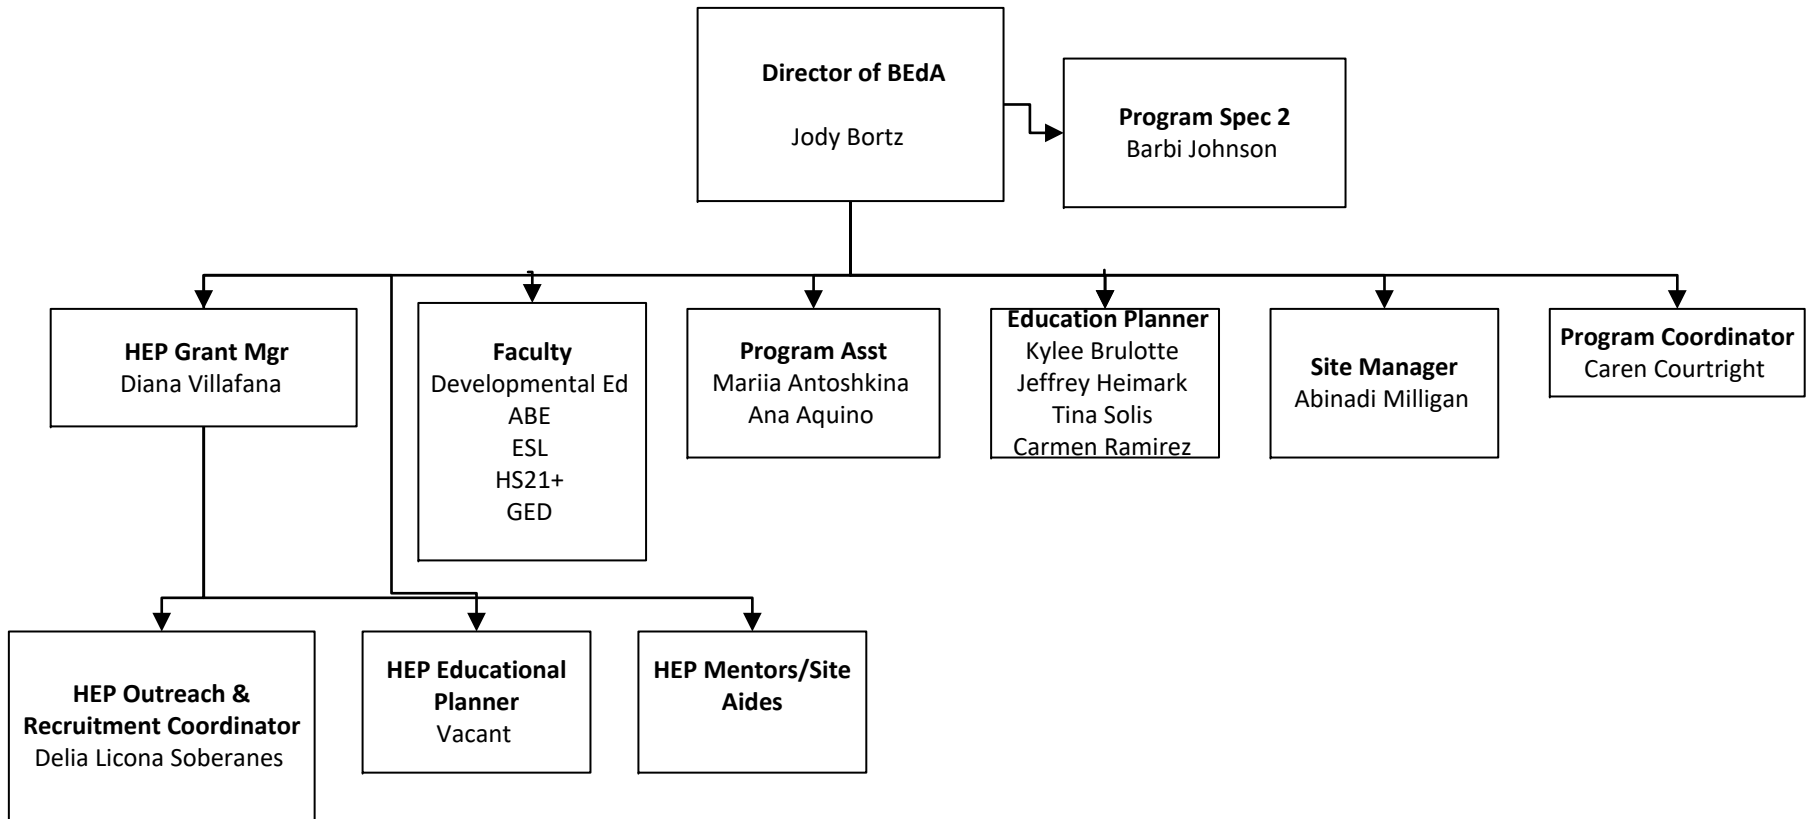 Director of BEdA
Jody Bortz
Program Spec 2
Barbi Johnson
HEP Grant Mgr
Diana Villafana
Faculty
Developmental Ed
ABE
ESL
HS21+
GED
Program Asst
Mariia Antoshkina
Ana Aquino
Education Planner
Kylee Brulotte
Jeffrey Heimark
Tina Solis
Carmen Ramirez
Site Manager
Abinadi Milligan
Program Coordinator
Caren Courtright
HEP Outreach &
Recruitment Coordinator
Delia Licona Soberanes
HEP Educational
Planner
Vacant
HEP Mentors/Site
Aides